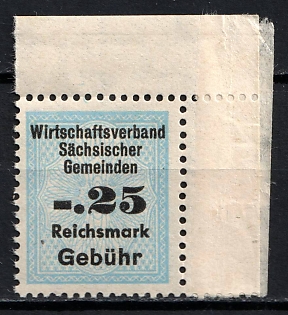 Wirtschaftsverband
Sächsischer
Gemeinden
-.25
Reichsmark
Gebühr